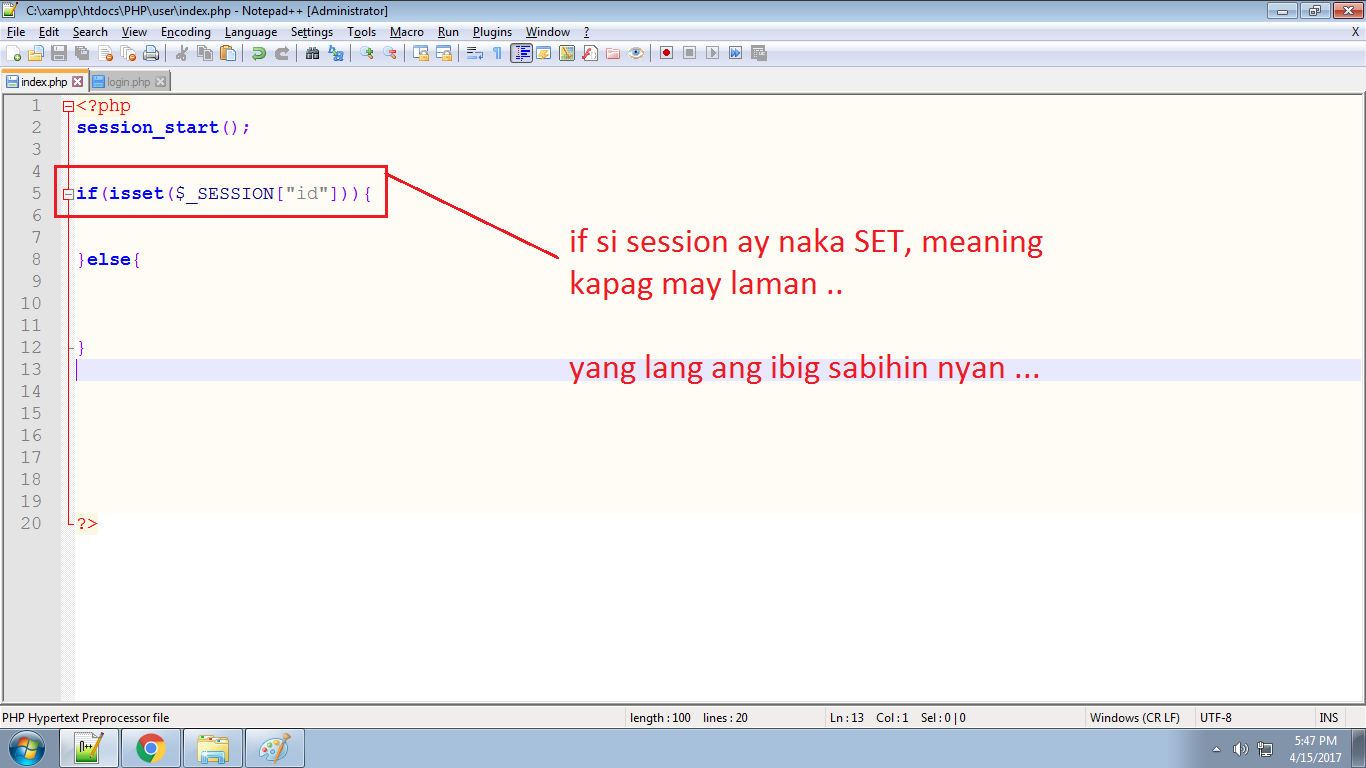 C:\xampp\htdocs\PHP\user\index.php - Notepad++ [Administrator]
File Edit Search View Encoding Language Settings Tools Macro Run Plugins Window ? X
index.php login.php
1 <?php
2 session_start();
3
4
5 if(isset($_SESSION["id"])){
6
7
8 }else{
9
10
11
12 }
13
14
15
16
17
18
19
20 ?>
if si session ay naka SET, meaning
kapag may laman ..
yang lang ang ibig sabihin nyan ...
PHP Hypertext Preprocessor file length : 100 lines : 20 Ln : 13 Col : 1 Sel : 0 | 0 Windows (CR LF) UTF-8 INS
5:47 PM
4/15/2017